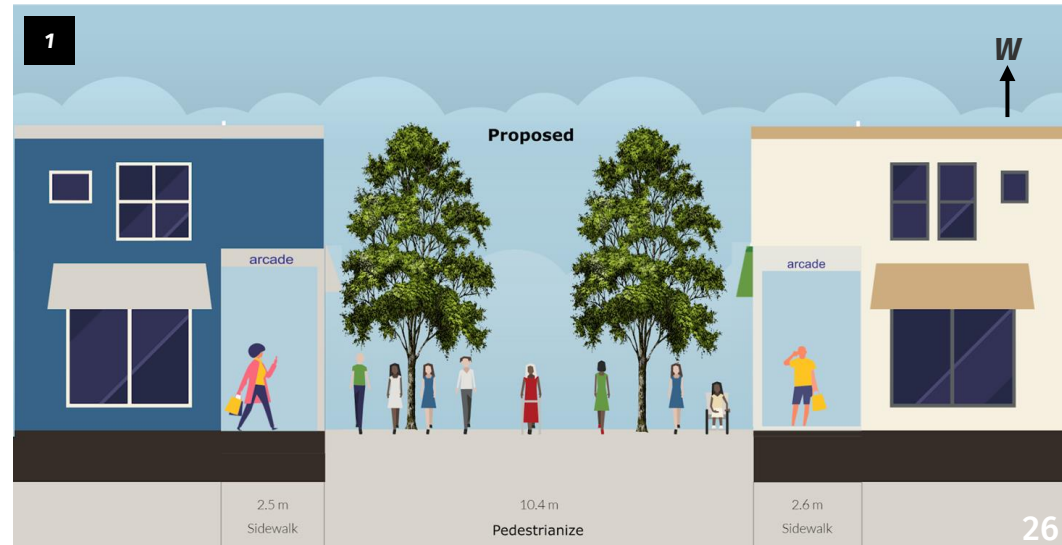 1
W
Proposed
arcade
arcade
2.5 m
Sidewalk
10.4 m
Pedestrianize
2.6 m
Sidewalk
26